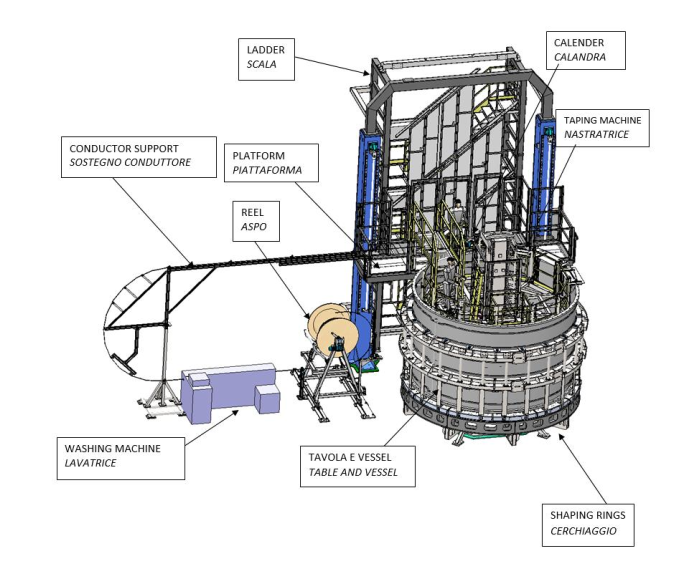 LADDER
SCALA
CALENDER
CALANDRA
TAPING MACHINE
NASTRATRICE
CONDUCTOR SUPPORT
SOSTEGNO CONDUTTORE
PLATFORM
PIATTAFORMA
REEL
ASPO
WASHING MACHINE
LAVATRICE
TAVOLA E VESSEL
TABLE AND VESSEL
SHAPING RINGS
CERCHIAGGIO